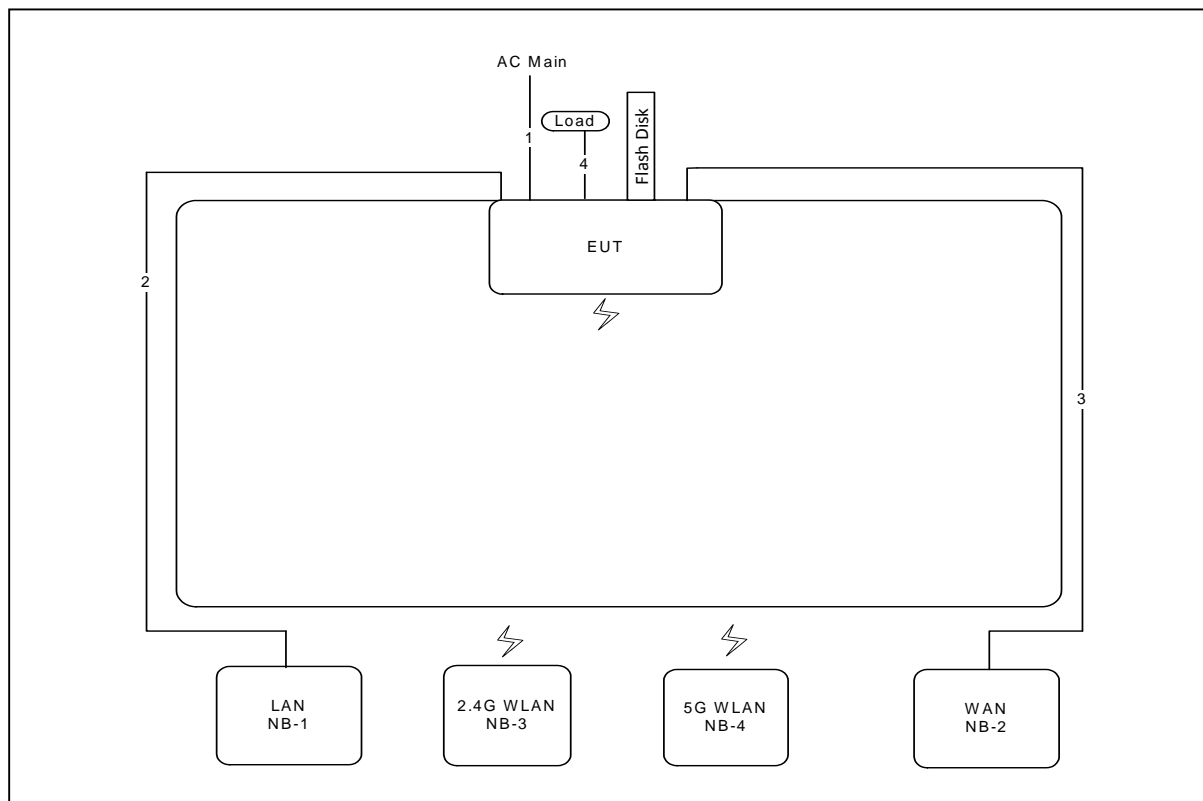 AC Main
Load
1
4
Flash Disk
EUT
2
3
LAN
NB-1
2.4G WLAN
NB-3
5G WLAN
NB-4
WAN
NB-2